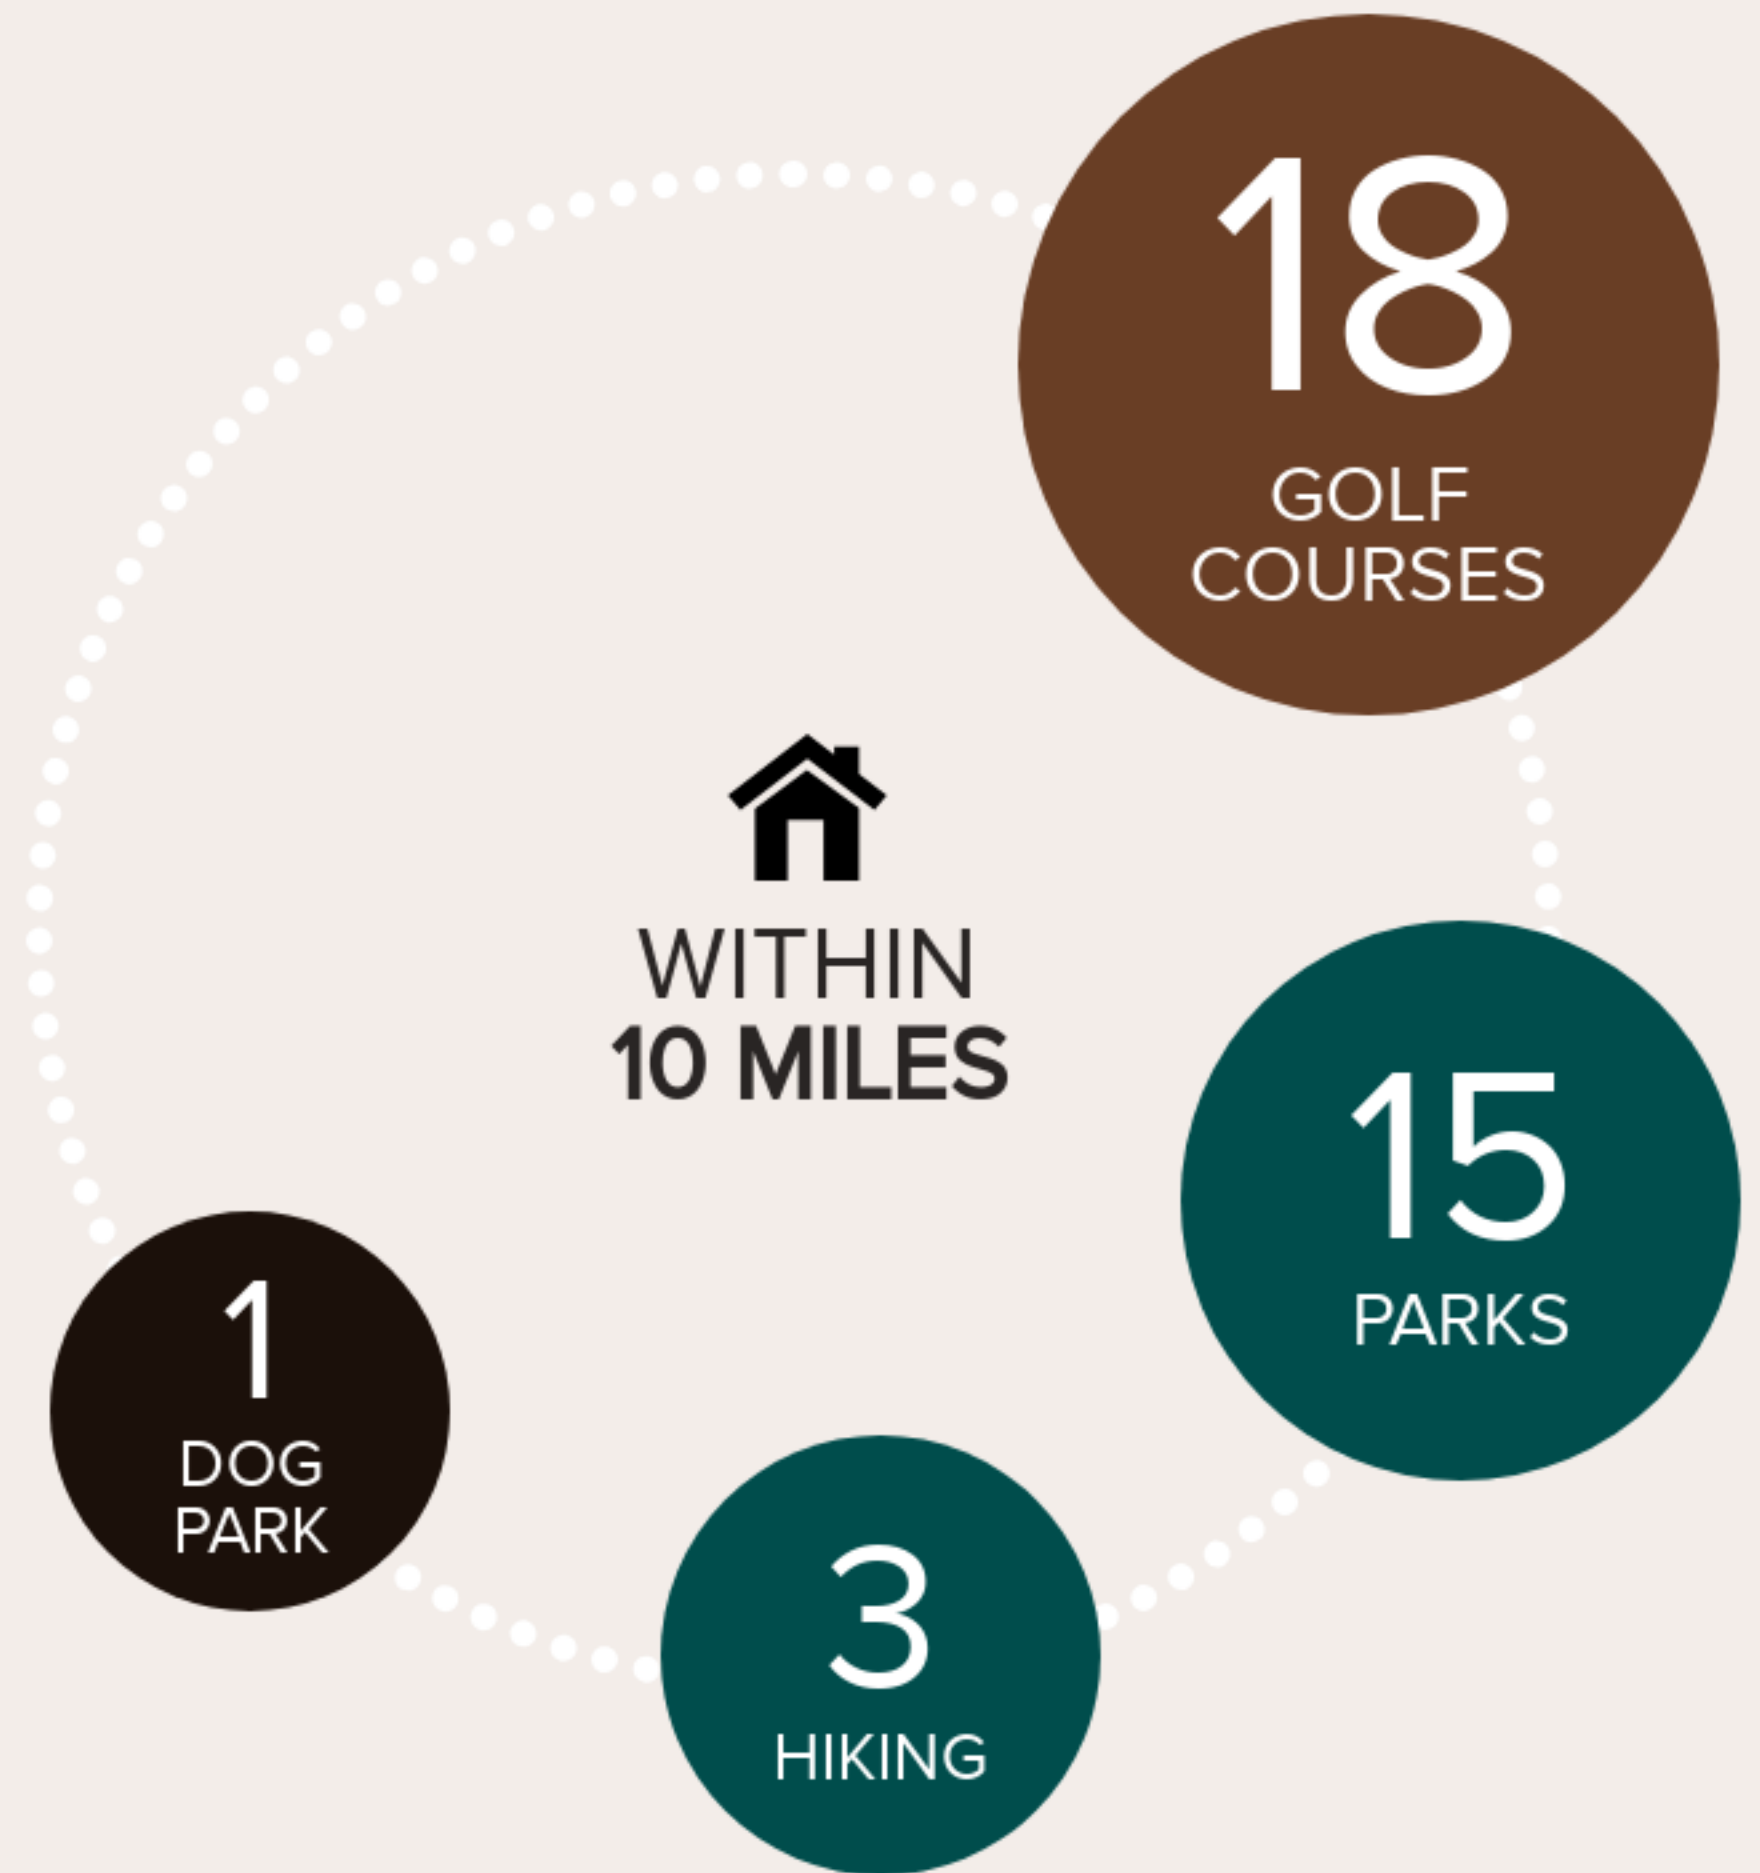 18
GOLF
COURSES
WITHIN
10 MILES
15
PARKS
1
DOG
PARK
3
HIKING